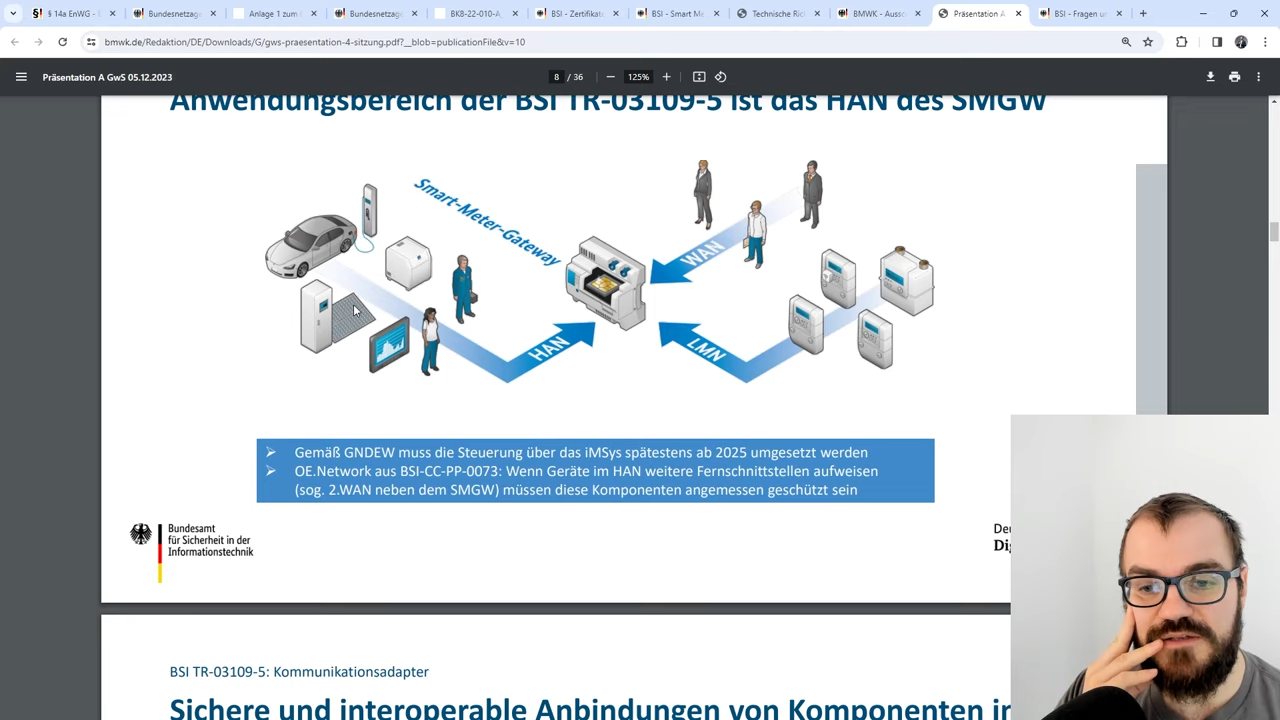 § 14a EnWG - I
Bundesnetzage
Anlage 1 zum I
Bundesnetzage
BK8-22-010-A
BSI - Zertifikat
BSI - Smart Me
Technische Ric
BMWK - Aussc
Präsentation A
BSI - Fragen un
bmwk.de/Redaktion/DE/Downloads/G/gws-praesentation-4-sitzung.pdf?__blob=publicationFile&v=10
Präsentation A GwS 05.12.2023
8 / 36
125%
Anwendungsbereich der BSI TR-03109-5 ist das HAN des SMGW
Smart-Meter-Gateway
WAN
HAN
LMN
Gemäß GNDEW muss die Steuerung über das iMSys spätestens ab 2025 umgesetzt werden
OE.Network aus BSI-CC-PP-0073: Wenn Geräte im HAN weitere Fernschnittstellen aufweisen
(sog. 2.WAN neben dem SMGW) müssen diese Komponenten angemessen geschützt sein
Bundesamt
für Sicherheit in der
Informationstechnik
Deu
Dig
BSI TR-03109-5: Kommunikationsadapter
Sichere und interoperable Anbindungen von Komponenten in